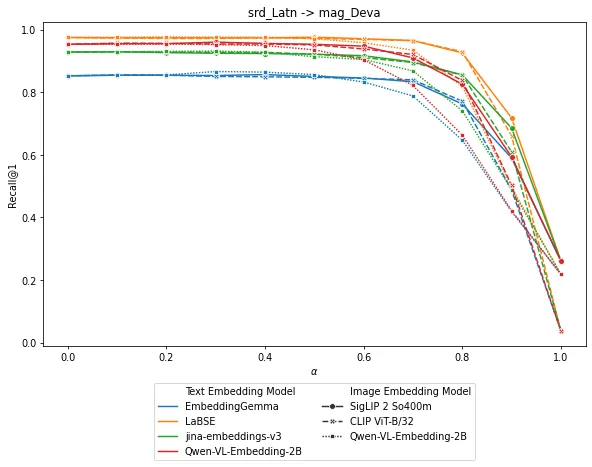 srd_Latn -> mag_Deva
1.0
0.8
0.6
0.4
0.2
0.0
Recall@1
0.0 0.2 0.4 0.6 0.8 1.0
α
Text Embedding Model Image Embedding Model
EmbeddingGemma SigLIP 2 So400m
LaBSE CLIP ViT-B/32
jina-embeddings-v3 Qwen-VL-Embedding-2B
Qwen-VL-Embedding-2B